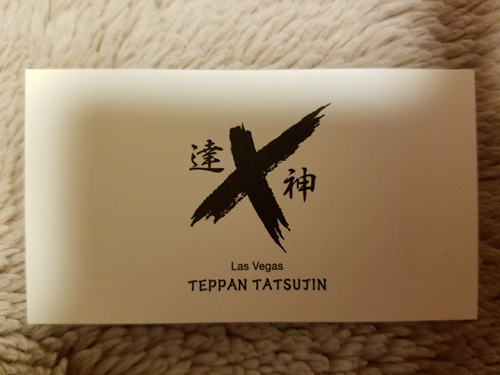 達 X 神
Las Vegas
TEPPAN TATSUJIN